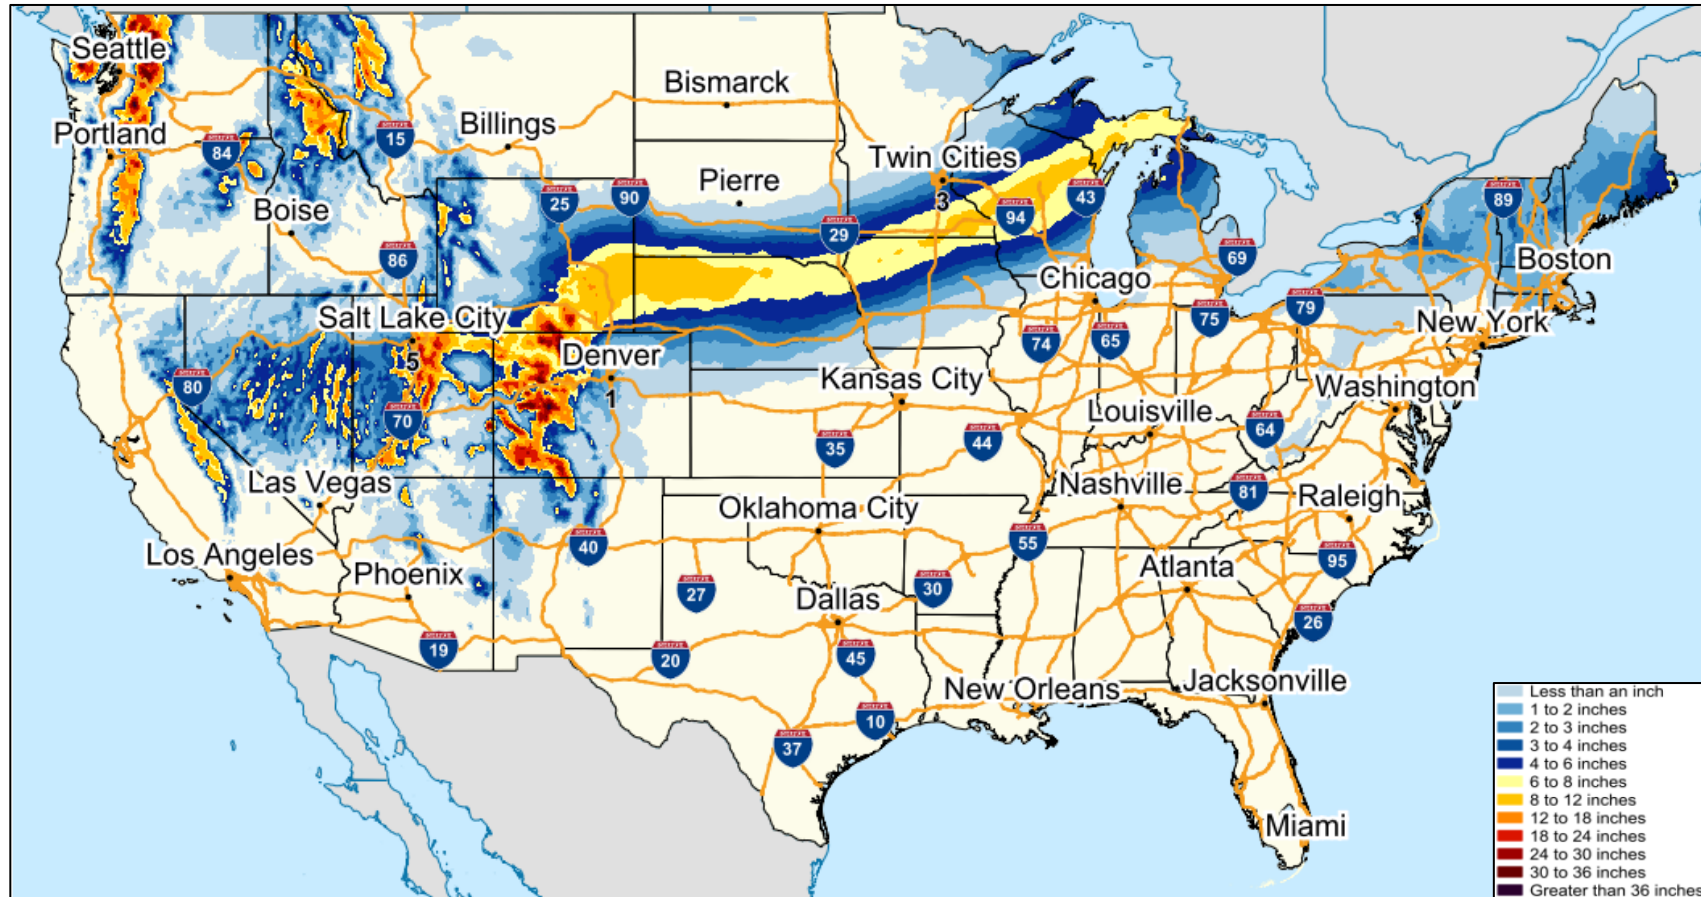 Seattle
Bismarck
Portland
Billings
15
84
Twin Cities
Pierre
Boise
25
90
3
94
43
89
29
86
69
Boston
Chicago
79
Salt Lake City
75
New York
74
65
Denver
5
80
Kansas City
Washington
1
Louisville
70
64
35
44
Las Vegas
Nashville
81
Raleigh
Oklahoma City
40
55
Los Angeles
Phoenix
95
Atlanta
27
30
Dallas
26
19
20
45
New Orleans
Jacksonville
10
37
Miami
Less than an inch
1 to 2 inches
2 to 3 inches
3 to 4 inches
4 to 6 inches
6 to 8 inches
8 to 12 inches
12 to 18 inches
18 to 24 inches
24 to 30 inches
30 to 36 inches
Greater than 36 inches